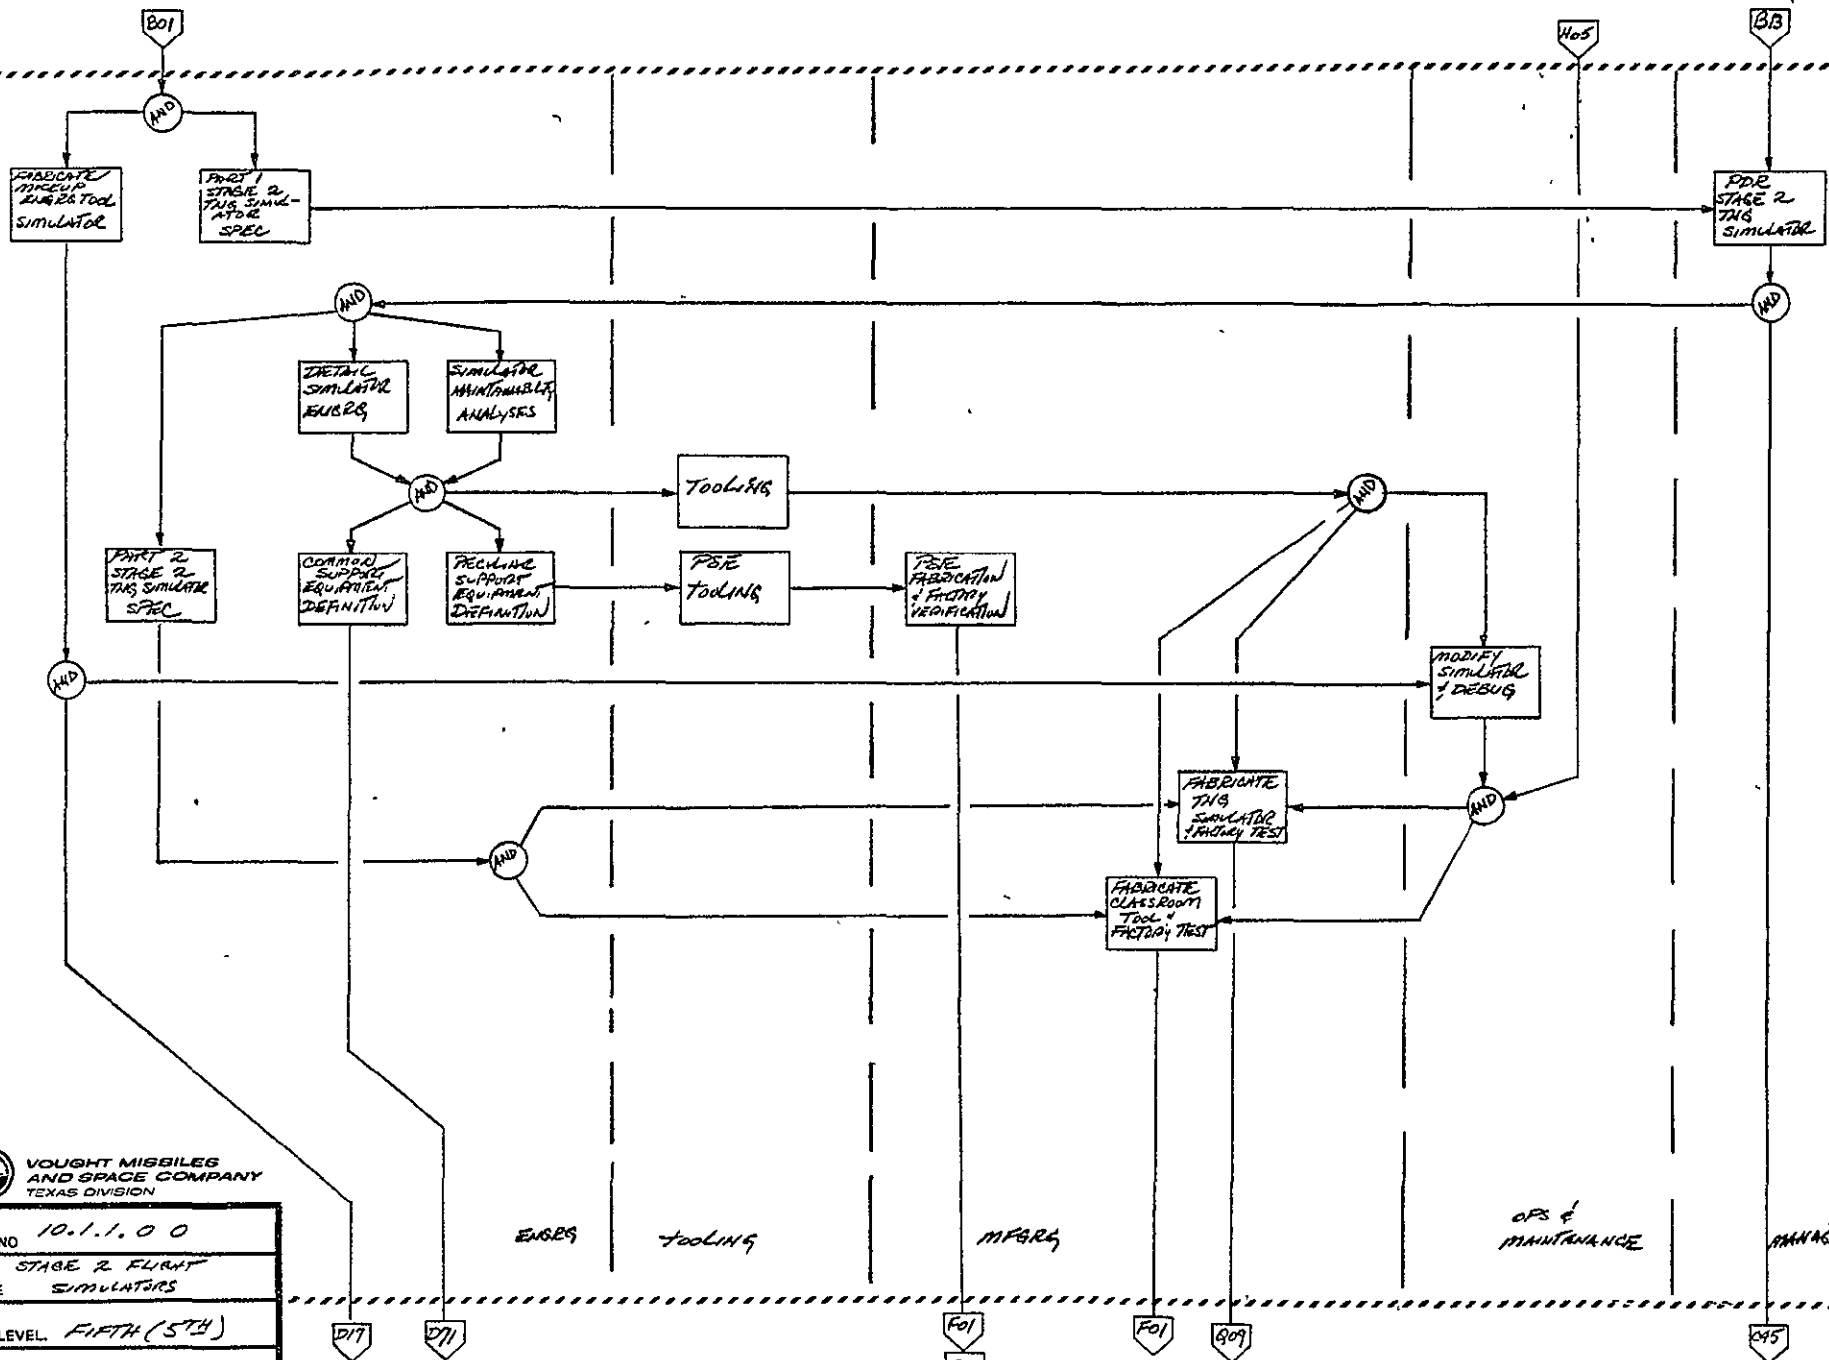 B01
H05
BB
AND
FABRICATE
MOCKUP
ENGRG TOOL
SIMULATOR
PART 1
STAGE 2
TNG SIMUL-
ATOR
SPEC
PDR
STAGE 2
TNG
SIMULATOR
AND
AND
DETAIL
SIMULATOR
ENGRG
SIMULATOR
ANALYSES
AND
TOOLING
AND
PART 2
STAGE 2
TNG SIMULATOR
SPEC
COMMON
SUPPORT
EQUIPMENT
DEFINITION
PECULIAR
SUPPORT
EQUIPMENT
DEFINITION
PSE
TOOLING
PSE
FABRICATION
& FACTORY
VERIFICATION
AND
MODIFY
SIMULATOR
& DEBUG
FABRICATE
TNG
SIMULATOR
& FACTORY TEST
AND
AND
FABRICATE
CLASSROOM
TOOL &
FACTORY TEST
VOUGHT MISSILES
AND SPACE COMPANY
TEXAS DIVISION
NO 10.1.1.0 0
STAGE 2 FLIGHT
E SIMULATORS
LEVEL FIFTH (5TH)
ENGRG
TOOLING
MFGRG
OPS &
MAINTENANCE
MANAG
D17
D71
F01
F01
Q09
C45